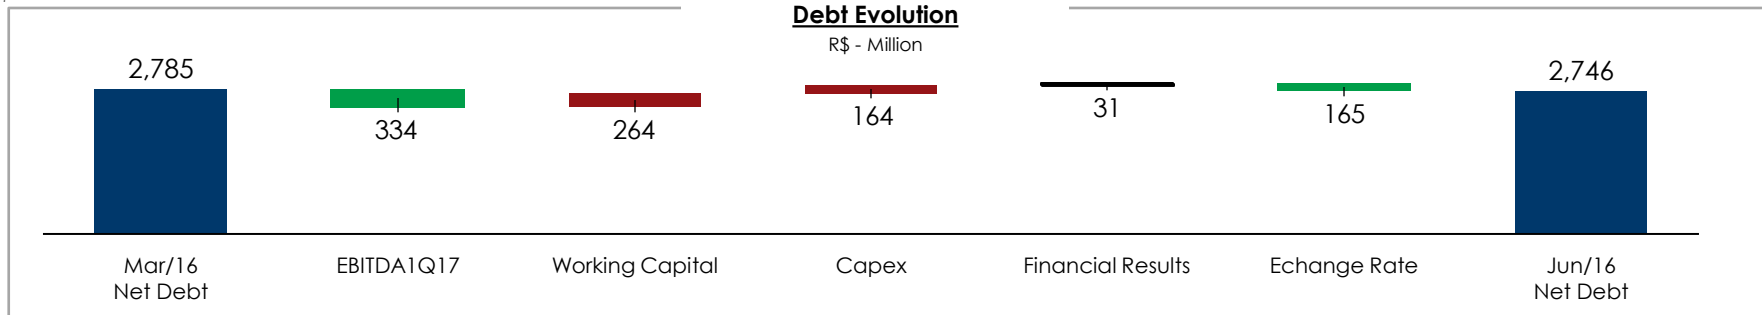 Debt Evolution
R$ - Million
2,785
334
264
164
31
165
2,746
Mar/16
Net Debt
EBITDA1Q17
Working Capital
Capex
Financial Results
Echange Rate
Jun/16
Net Debt